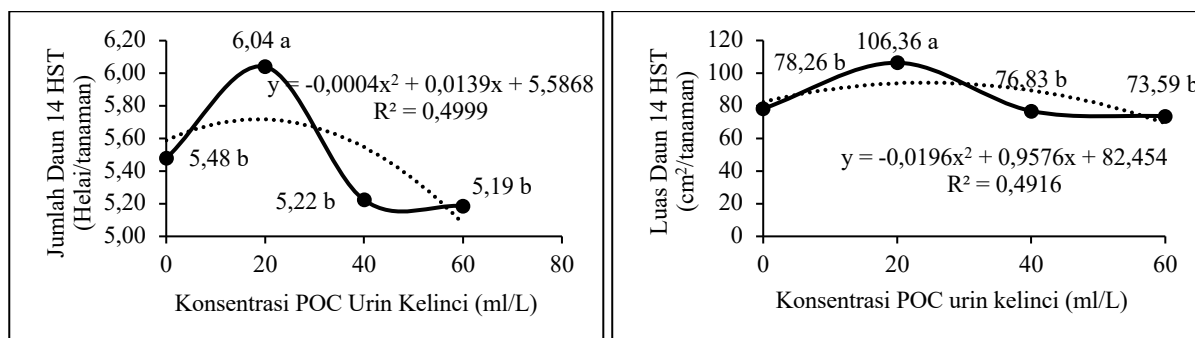 Jumlah Daun 14 HST
(Helai/tanaman)
6,20
6,00
5,80
5,60
5,40
5,20
5,00
6,04 a
y = -0,0004x² + 0,0139x + 5,5868
R² = 0,4999
5,48 b
5,22 b
5,19 b
0 20 40 60 80
Konsentrasi POC Urin Kelinci (ml/L)
Luas Daun 14 HST
(cm²/tanaman)
120
100
80
60
40
20
0
106,36 a
78,26 b
76,83 b
73,59 b
y = -0,0196x² + 0,9576x + 82,454
R² = 0,4916
0 20 40 60
Konsentrasi POC urin kelinci (ml/L)